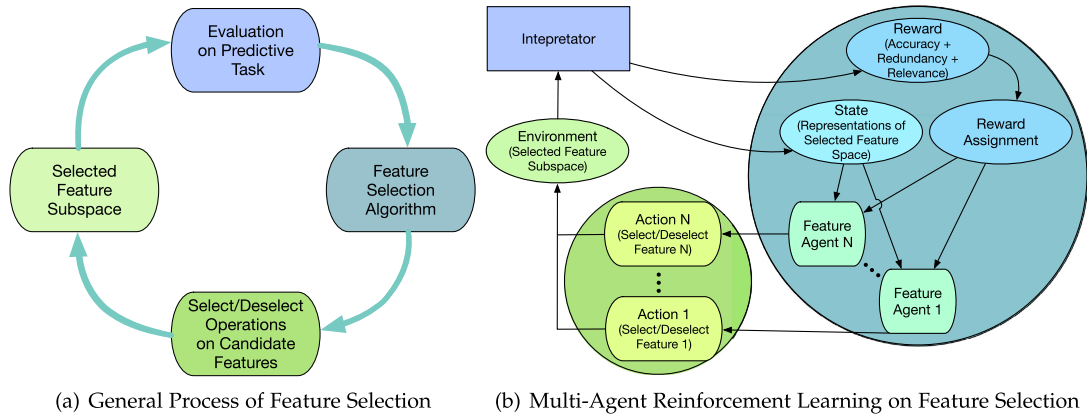 Evaluation
on Predictive
Task
Feature
Selection
Algorithm
Select/Deselect
Operations
on Candidate
Features
Selected
Feature
Subspace
(a) General Process of Feature Selection
Intepretator
Reward
(Accuracy +
Redundancy +
Relevance)
State
(Representations of
Selected Feature
Space)
Reward
Assignment
Environment
(Selected Feature
Subspace)
Action N
(Select/Deselect
Feature N)
Feature
Agent N
Action 1
(Select/Deselect
Feature 1)
Feature
Agent 1
(b) Multi-Agent Reinforcement Learning on Feature Selection